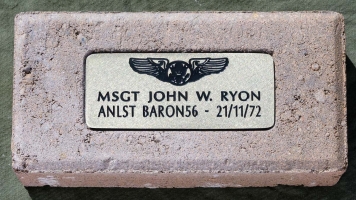 MSGT JOHN W. RYON
ANLST BARON56 - 21/11/72